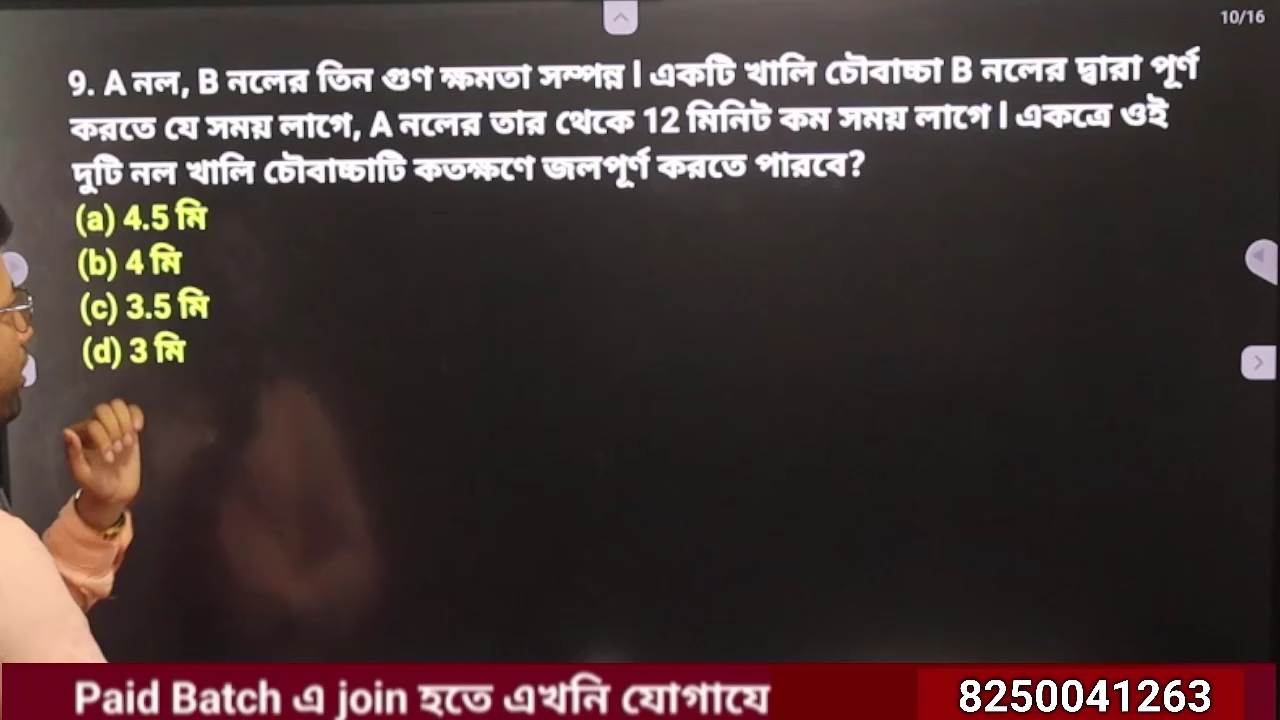 10/16
9. A নল, B নলের তিন গুণ ক্ষমতা সম্পন্ন | একটি খালি চৌবাচ্চা B নলের দ্বারা পূর্ণ
করতে যে সময় লাগে, A নলের তার থেকে 12 মিনিট কম সময় লাগে | একত্রে ওই
দুটি নল খালি চৌবাচ্চাটি কতক্ষণে জলপূর্ণ করতে পারবে?
(a) 4.5 মি
(b) 4 মি
(c) 3.5 মি
(d) 3 মি
Paid Batch এ join হতে এখনি যোগাযে 8250041263